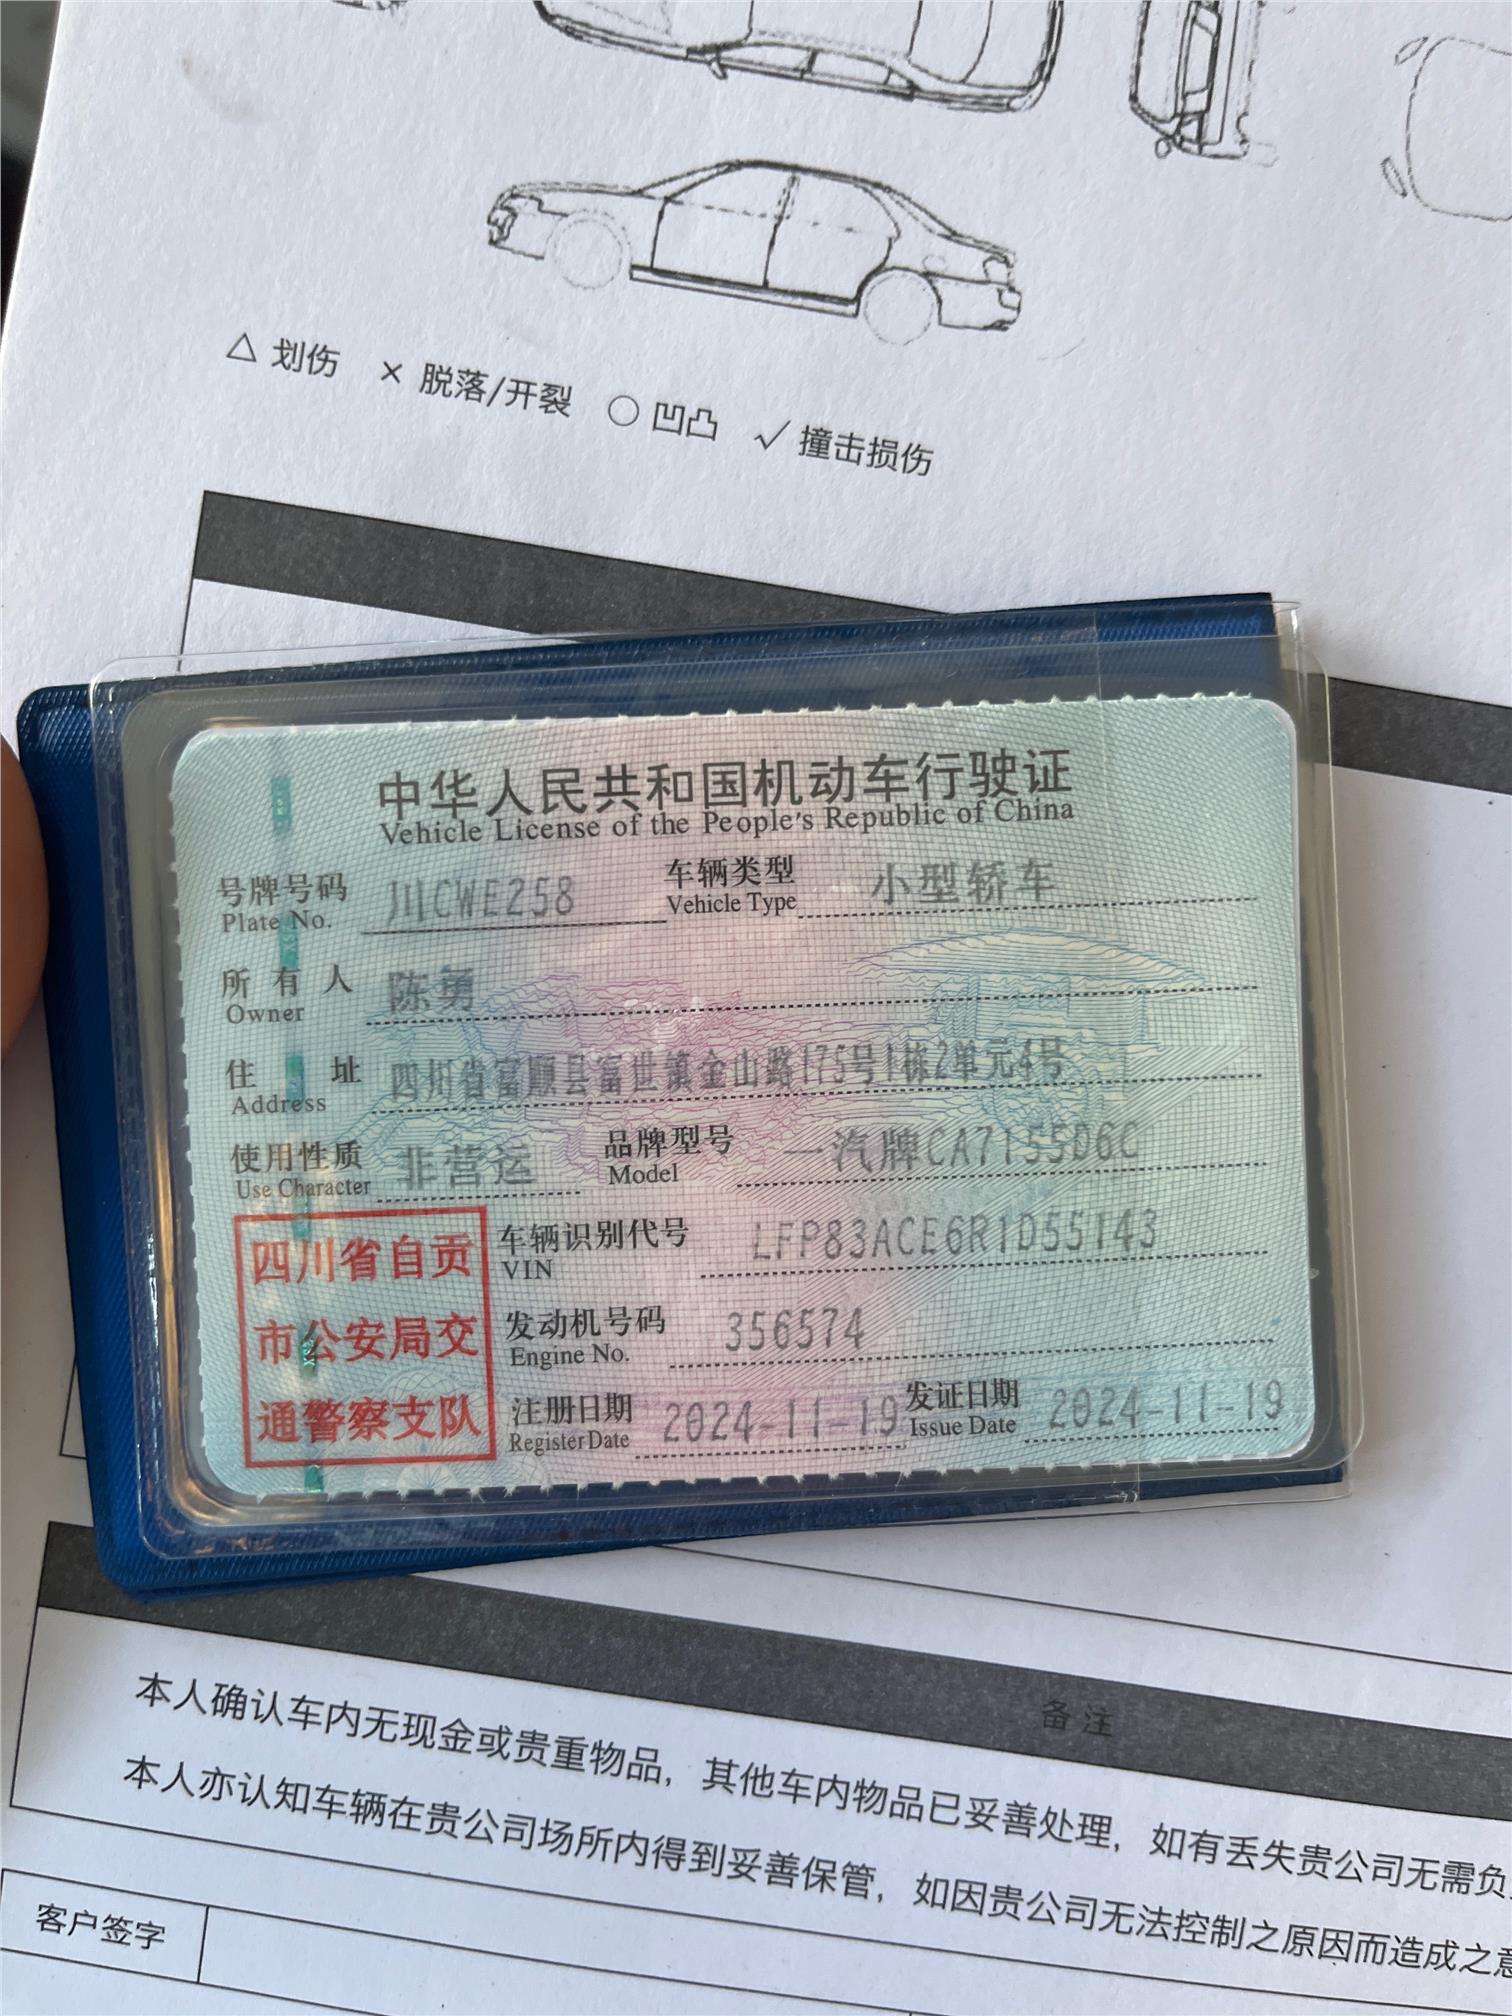 △ 划伤 × 脱落/开裂 ○ 凹凸 ✓ 撞击损伤
中华人民共和国机动车行驶证
Vehicle License of the People's Republic of China
号牌号码 川CWE258 车辆类型 小型轿车
Plate No. Vehicle Type
所有人 陈勇
Owner
住址 四川省富顺县富世镇金山路175号1栋2单元4号
Address
使用性质 非营运 品牌型号 一汽牌CA7155D6C
Use Character Model
四川省自贡
市公安局交
通警察支队
车辆识别代号 LFP83ACE6R1D55143
VIN
发动机号码 356574
Engine No.
注册日期 2024-11-19 发证日期 2024-11-19
Register Date Issue Date
备注
本人确认车内无现金或贵重物品，其他车内物品已妥善处理，如有丢失贵公司无需负
本人亦认知车辆在贵公司场所内得到妥善保管，如因贵公司无法控制之原因而造成之意
客户签字